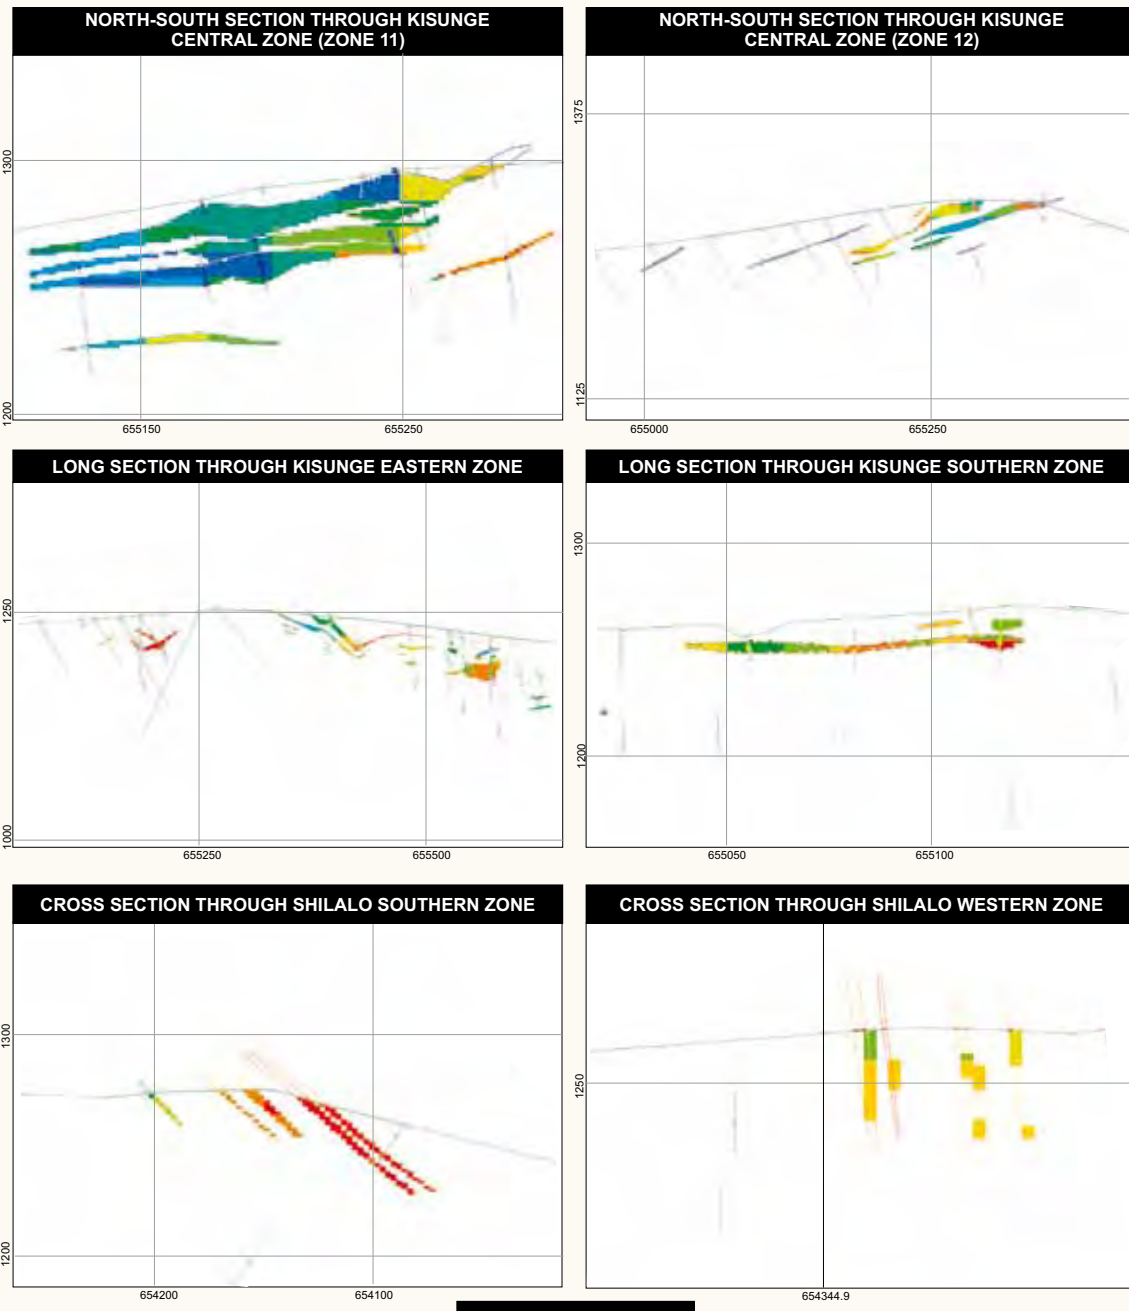 NORTH-SOUTH SECTION THROUGH KISUNGE
CENTRAL ZONE (ZONE 11)
1300
1200
655150
655250
NORTH-SOUTH SECTION THROUGH KISUNGE
CENTRAL ZONE (ZONE 12)
1375
1125
655000
655250
LONG SECTION THROUGH KISUNGE EASTERN ZONE
1250
1000
655250
655500
LONG SECTION THROUGH KISUNGE SOUTHERN ZONE
1300
1200
655050
655100
CROSS SECTION THROUGH SHILALO SOUTHERN ZONE
1300
1200
654200
654100
CROSS SECTION THROUGH SHILALO WESTERN ZONE
1250
654344.9